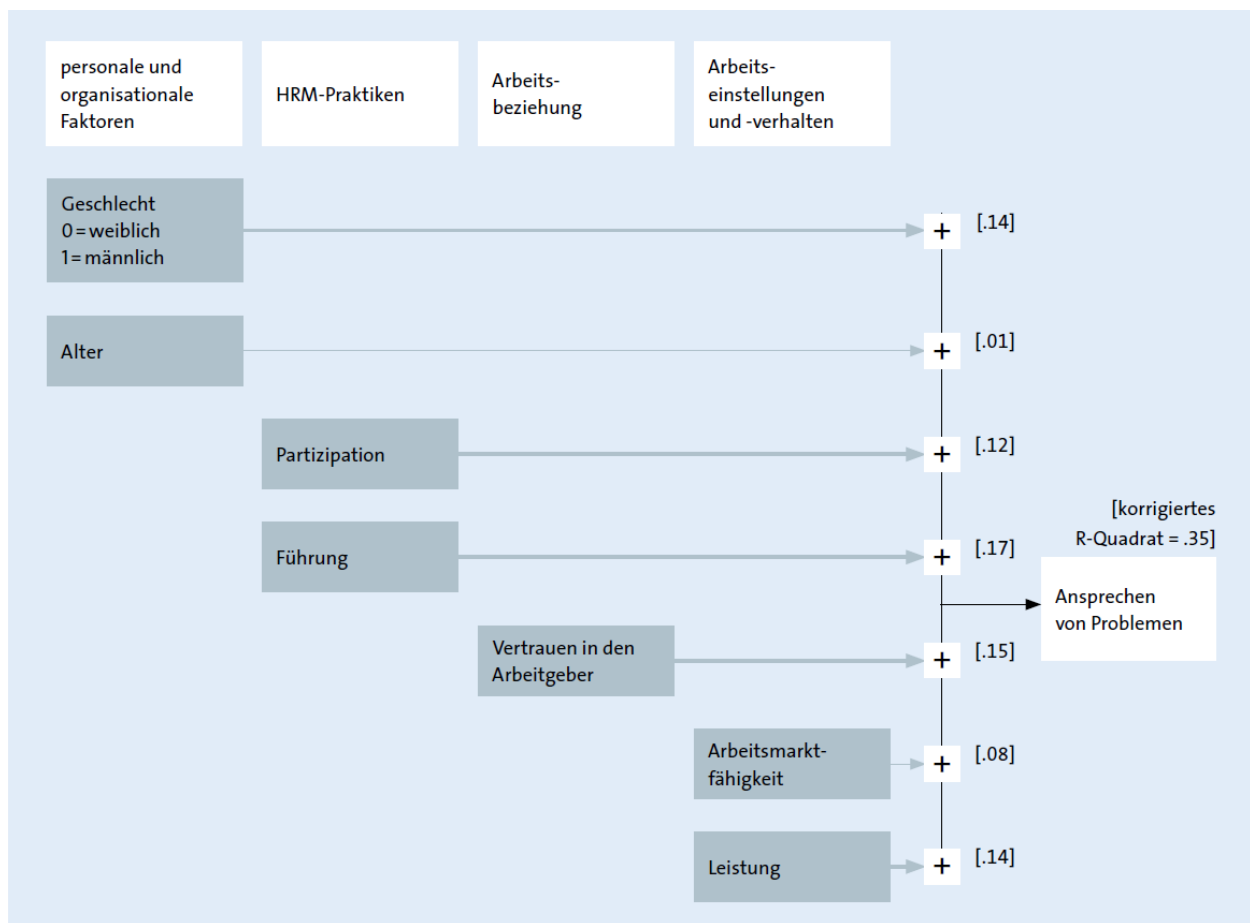 personale und
organisationale
Faktoren
HRM-Praktiken
Arbeits-
beziehung
Arbeits-
einstellungen
und -verhalten
Geschlecht
0 = weiblich
1 = männlich
+
[.14]
Alter
+
[.01]
Partizipation
+
[.12]
Führung
+
[.17]
[korrigiertes
R-Quadrat = .35]
Ansprechen
von Problemen
Vertrauen in den
Arbeitgeber
+
[.15]
Arbeitsmarkt-
fähigkeit
+
[.08]
Leistung
+
[.14]